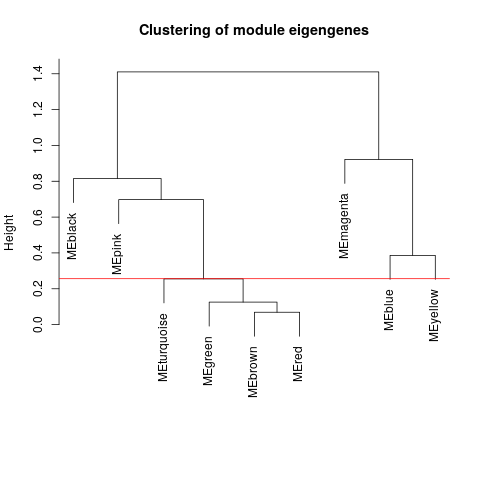 Clustering of module eigengenes
Height
1.4
1.2
1.0
0.8
0.6
0.4
0.2
0.0
MEblack
MEpink
MEturquoise
MEgreen
MEbrown
MEred
MEmagenta
MEblue
MEyellow